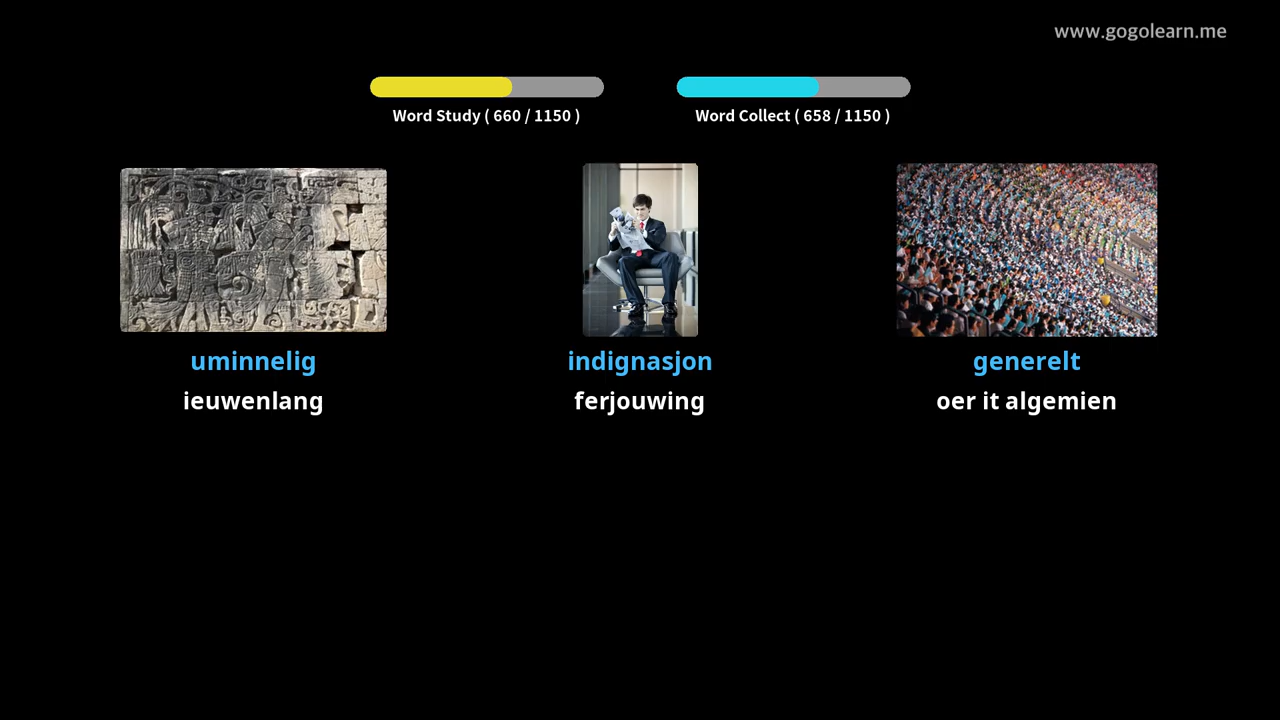 www.gogolearn.me
Word Study ( 660 / 1150 )
Word Collect ( 658 / 1150 )
uminnelig
indignasjon
generelt
ieuwenlang
ferjouwing
oer it algemien